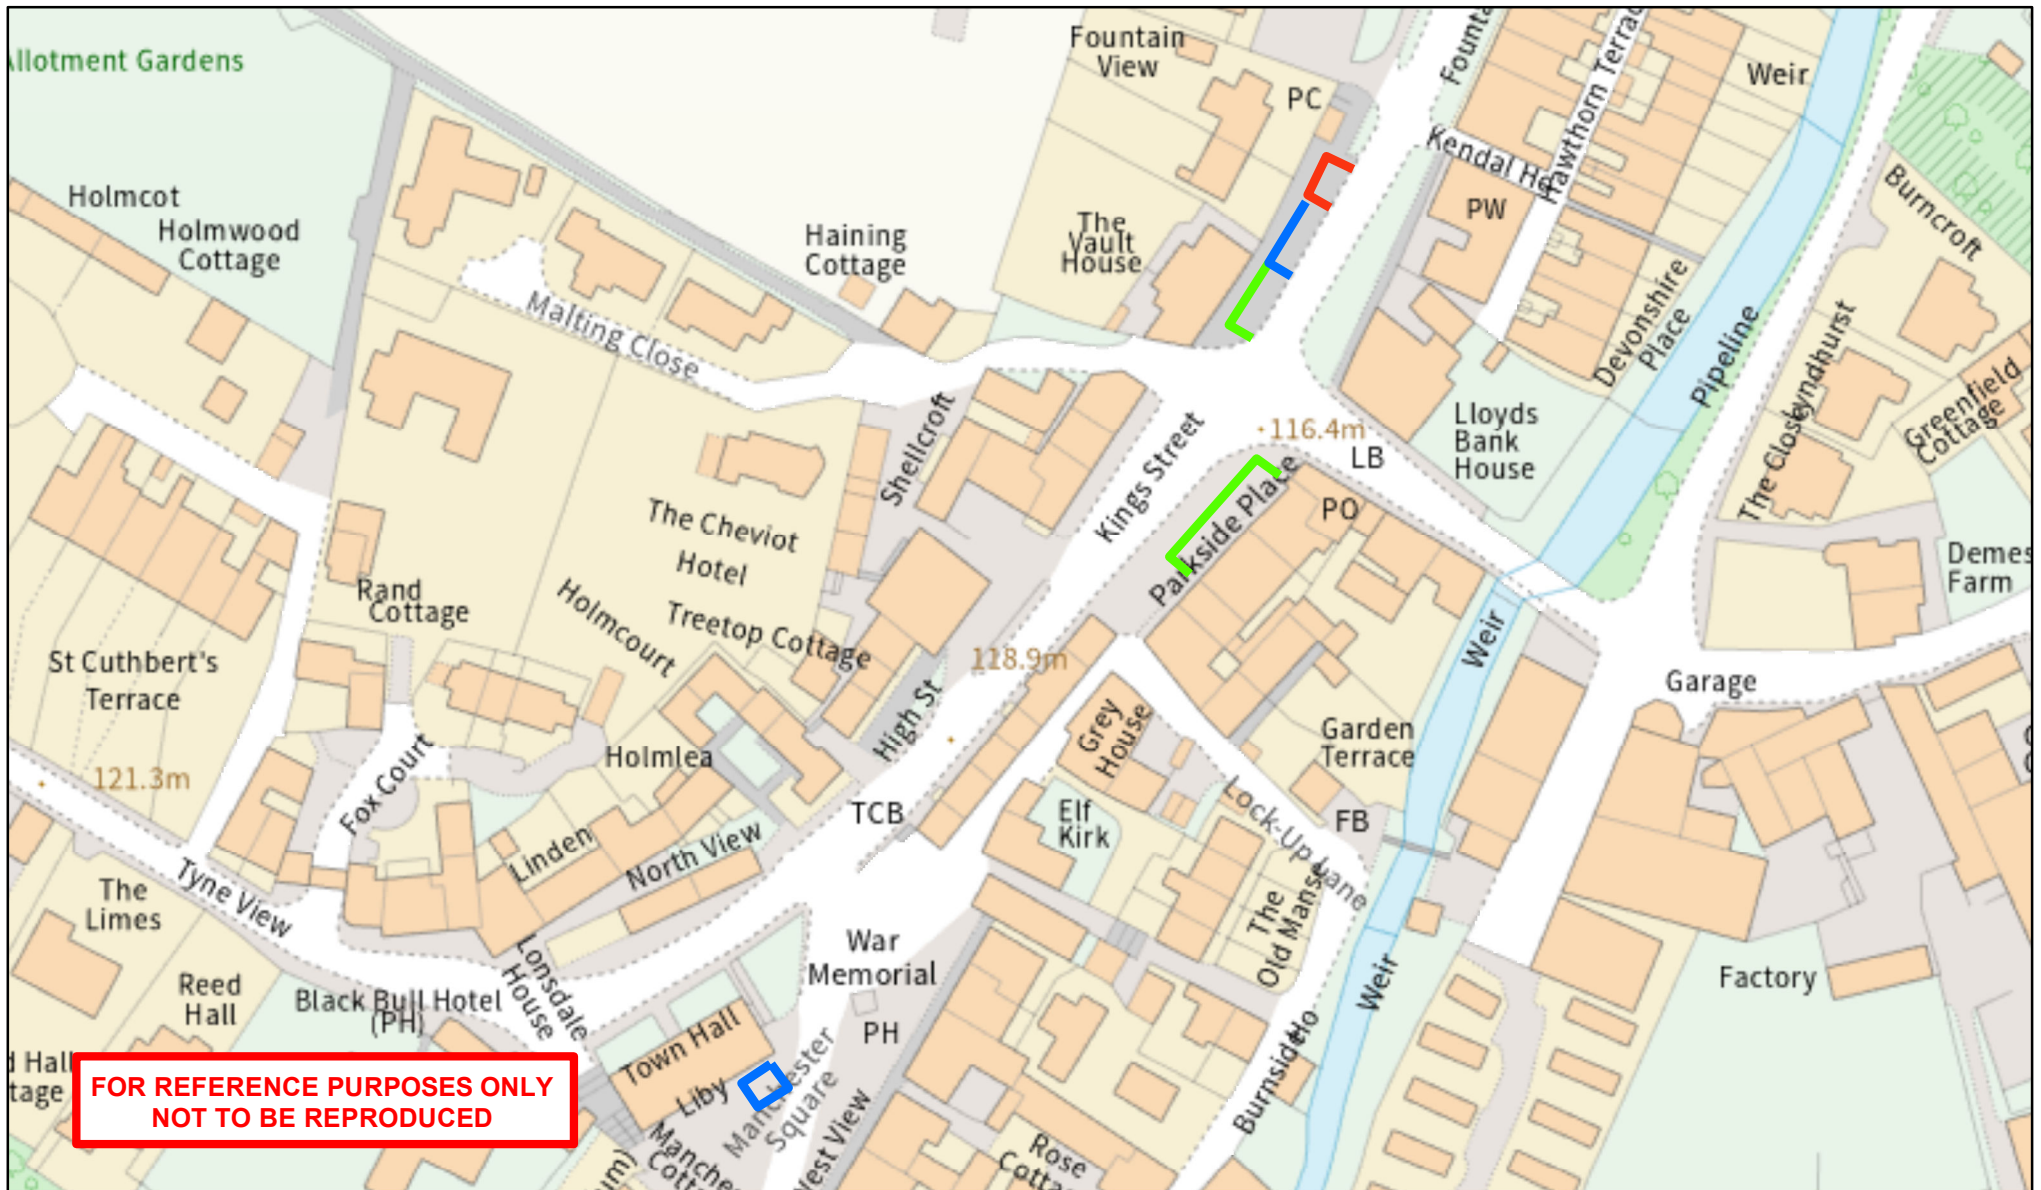 Allotment Gardens
Fountain
View
PC
Weir
Kendal Ho
Hawthorn Terrace
Holmcot
Holmwood
Cottage
Haining
Cottage
The
Vault
House
PW
Burncroft
Malting Close
Devonshire
Place
Pipeline
Shellcroft
Kings Street
116.4m
LB
Lloyds
Bank
House
The Close
Lyndhurst
Greenfield
Cottage
The Cheviot
Hotel
Parkside Place
PO
Demes
Farm
Rand
Cottage
Holmcourt
Treetop Cottage
118.9m
Weir
St Cuthbert's
Terrace
Garage
High St
Grey
House
Garden
Terrace
Holmlea
121.3m
Fox Court
TCB
Elf
Kirk
Lock-Up Lane
FB
Linden
North View
The
Limes
Tyne View
The
Old Manse
Lonsdale
House
War
Memorial
Reed
Hall
Black Bull Hotel
(PH)
Weir
Factory
PH
Town Hall
Liby
Manchester
Square
Burnside Ho
d Hall
tage
FOR REFERENCE PURPOSES ONLY
NOT TO BE REPRODUCED
West View
Rose